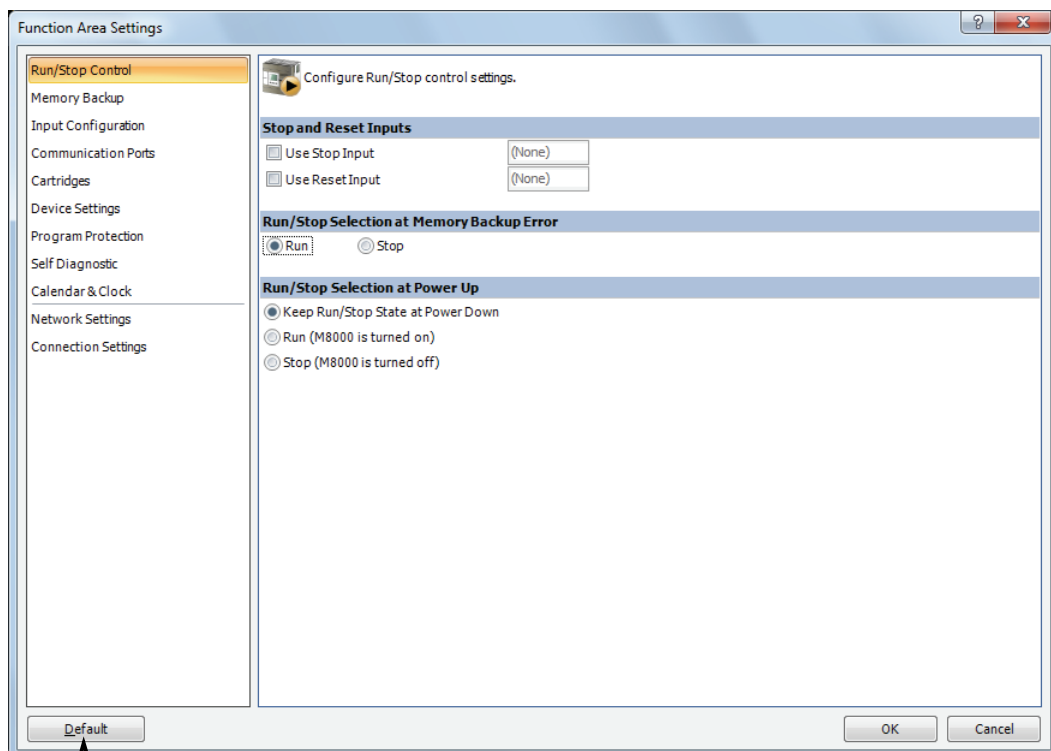 Function Area Settings
?
X
Run/Stop Control
Memory Backup
Input Configuration
Communication Ports
Cartridges
Device Settings
Program Protection
Self Diagnostic
Calendar & Clock
Network Settings
Connection Settings
Configure Run/Stop control settings.
Stop and Reset Inputs
Use Stop Input (None)
Use Reset Input (None)
Run/Stop Selection at Memory Backup Error
Run Stop
Run/Stop Selection at Power Up
Keep Run/Stop State at Power Down
Run (M8000 is turned on)
Stop (M8000 is turned off)
Default OK Cancel